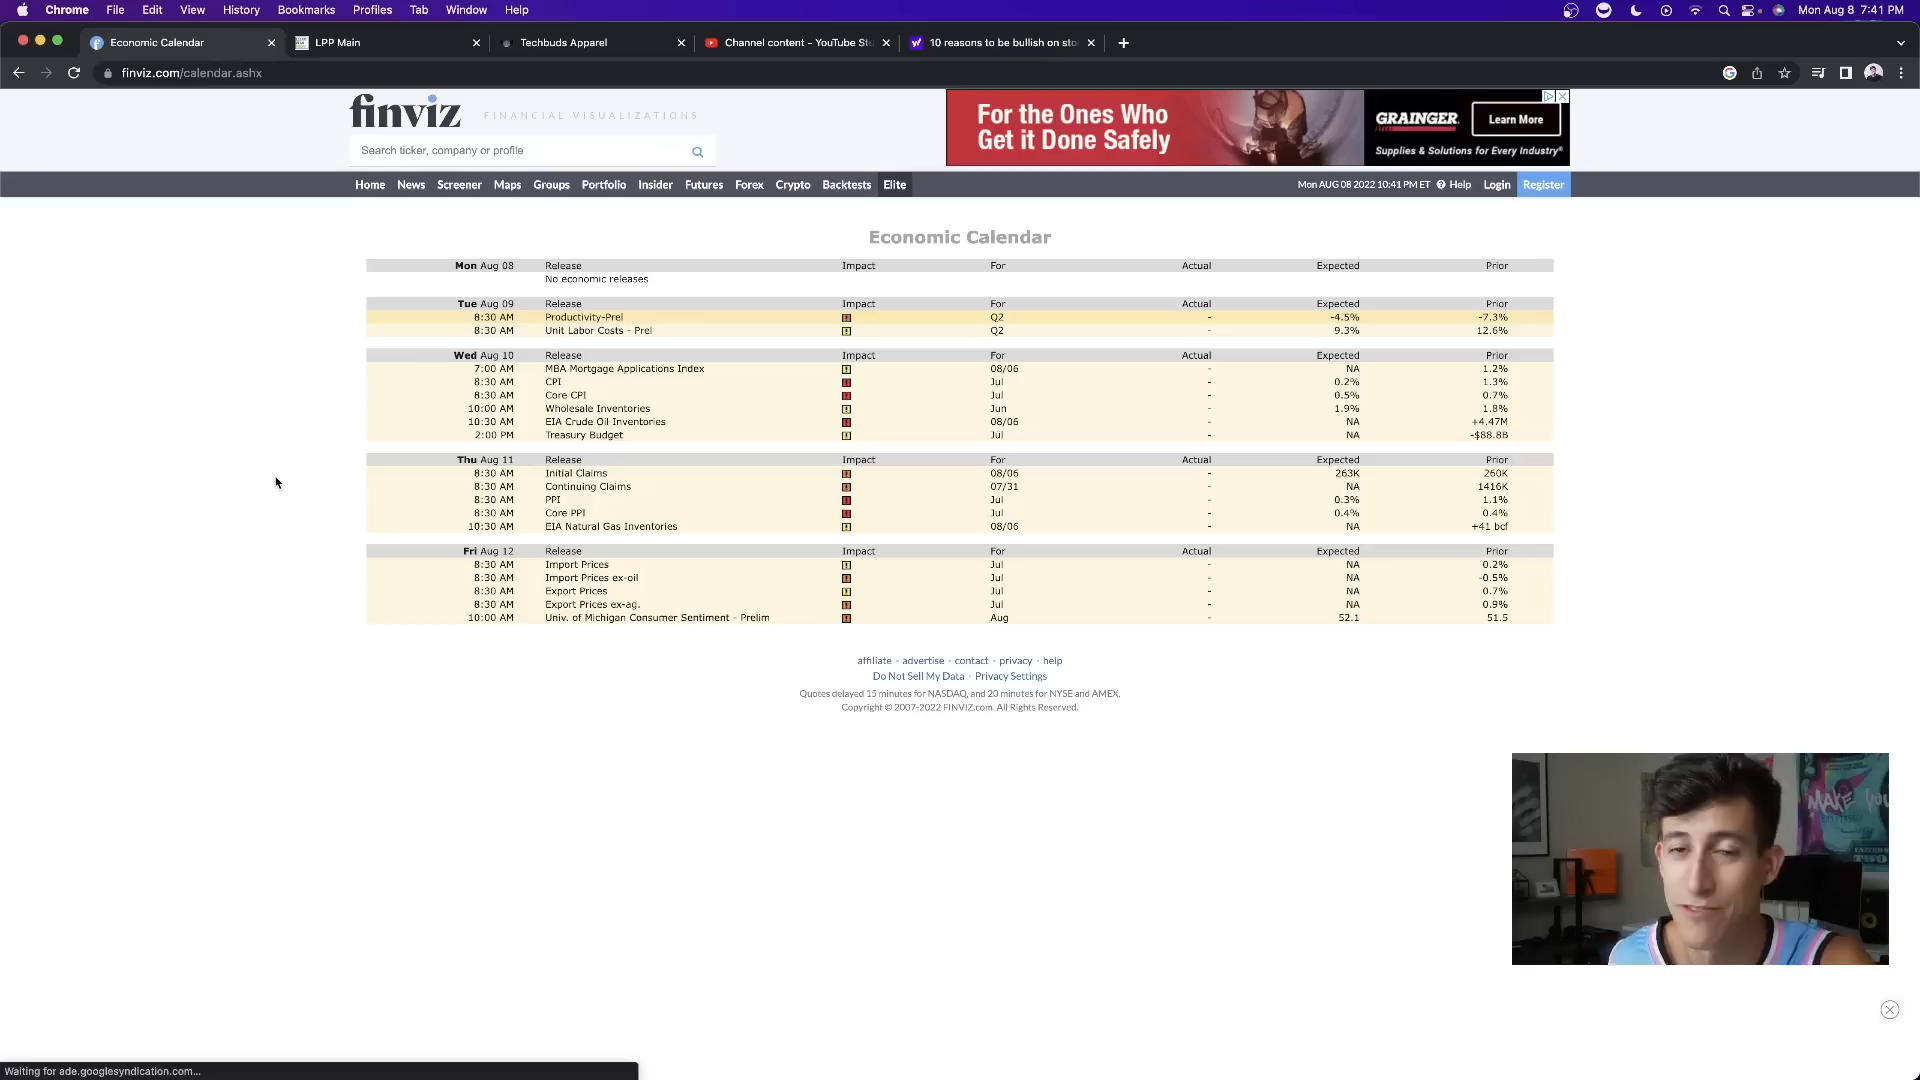 Chrome File Edit View History Bookmarks Profiles Tab Window Help Mon Aug 8 7:41 PM
Economic Calendar LPP Main Techbuds Apparel Channel content - YouTube Stu 10 reasons to be bullish on sto
finviz.com/calendar.ashx
finviz FINANCIAL VISUALIZATIONS
Search ticker, company or profile
For the Ones Who
Get it Done Safely
GRAINGER Learn More
Supplies & Solutions for Every Industry®
Home News Screener Maps Groups Portfolio Insider Futures Forex Crypto Backtests Elite Mon AUG 08 2022 10:41 PM ET Help Login Register
Economic Calendar
Mon Aug 08 Release Impact For Actual Expected Prior
No economic releases
Tue Aug 09 Release Impact For Actual Expected Prior
8:30 AM Productivity-Prel Q2 - -4.5% -7.3%
8:30 AM Unit Labor Costs - Prel Q2 - 9.3% 12.6%
Wed Aug 10 Release Impact For Actual Expected Prior
7:00 AM MBA Mortgage Applications Index 08/06 - NA 1.2%
8:30 AM CPI Jul - 0.2% 1.3%
8:30 AM Core CPI Jul - 0.5% 0.7%
10:00 AM Wholesale Inventories Jun - 1.9% 1.8%
10:30 AM EIA Crude Oil Inventories 08/06 - NA +4.47M
2:00 PM Treasury Budget Jul - NA -$88.8B
Thu Aug 11 Release Impact For Actual Expected Prior
8:30 AM Initial Claims 08/06 - 263K 260K
8:30 AM Continuing Claims 07/31 - NA 1416K
8:30 AM PPI Jul - 0.3% 1.1%
8:30 AM Core PPI Jul - 0.4% 0.4%
10:30 AM EIA Natural Gas Inventories 08/06 - NA +41 bcf
Fri Aug 12 Release Impact For Actual Expected Prior
8:30 AM Import Prices Jul - NA 0.2%
8:30 AM Import Prices ex-oil Jul - NA -0.5%
8:30 AM Export Prices Jul - NA 0.7%
8:30 AM Export Prices ex-ag. Jul - NA 0.9%
10:00 AM Univ. of Michigan Consumer Sentiment - Prelim Aug - 52.1 51.5
affiliate - advertise - contact - privacy - help
Do Not Sell My Data · Privacy Settings
Quotes delayed 15 minutes for NASDAQ, and 20 minutes for NYSE and AMEX.
Copyright © 2007-2022 FINVIZ.com. All Rights Reserved.
MAKE YOU
TWO
Waiting for ade.googlesyndication.com...